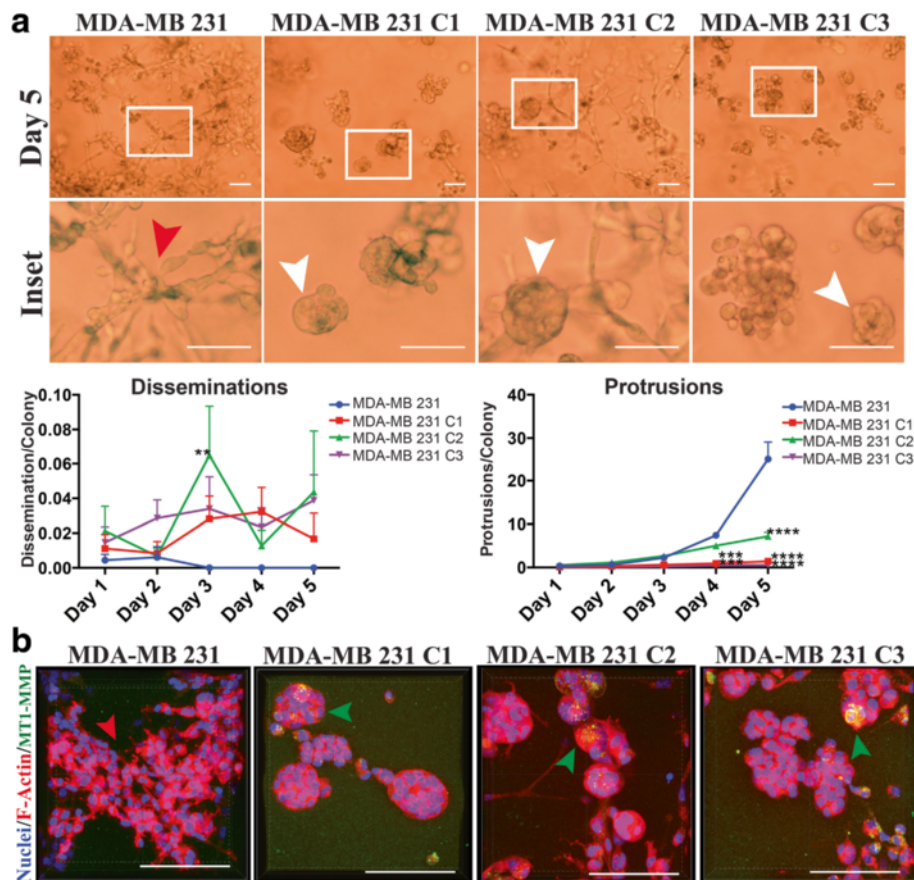 a
MDA-MB 231 MDA-MB 231 C1 MDA-MB 231 C2 MDA-MB 231 C3
Day 5
Inset
Disseminations
Dissemination/Colony
0.10
0.08
0.06
0.04
0.02
0.00
**
MDA-MB 231
MDA-MB 231 C1
MDA-MB 231 C2
MDA-MB 231 C3
Day 1 Day 2 Day 3 Day 4 Day 5
Protrusions
Protrusions/Colony
40
30
20
10
0
MDA-MB 231
MDA-MB 231 C1
MDA-MB 231 C2
MDA-MB 231 C3
****
***
***
****
****
Day 1 Day 2 Day 3 Day 4 Day 5
b
MDA-MB 231 MDA-MB 231 C1 MDA-MB 231 C2 MDA-MB 231 C3
Nuclei/F-Actin/MT1-MMP